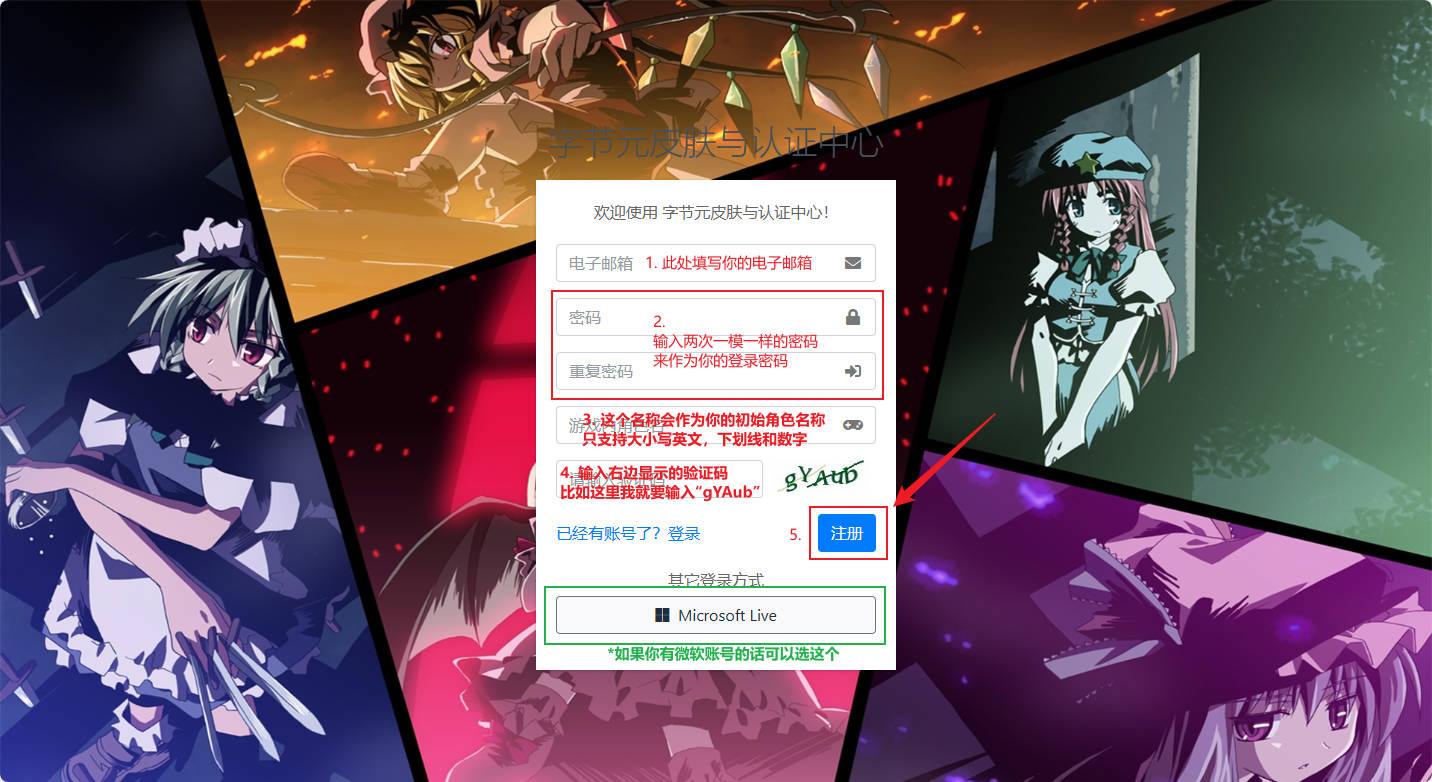 字节元皮肤与认证中心
欢迎使用 字节元皮肤与认证中心！
电子邮箱 1. 此处填写你的电子邮箱
密码
2.
输入两次一模一样的密码
来作为你的登录密码
重复密码
3. 这个名称会作为你的初始角色名称
只支持大小写英文，下划线和数字
4. 输入右边显示的验证码
比如这里我就要输入“gYAub”
gYAub
已经有账号了？登录
5.
注册
其它登录方式
Microsoft Live
*如果你有微软账号的话可以选这个